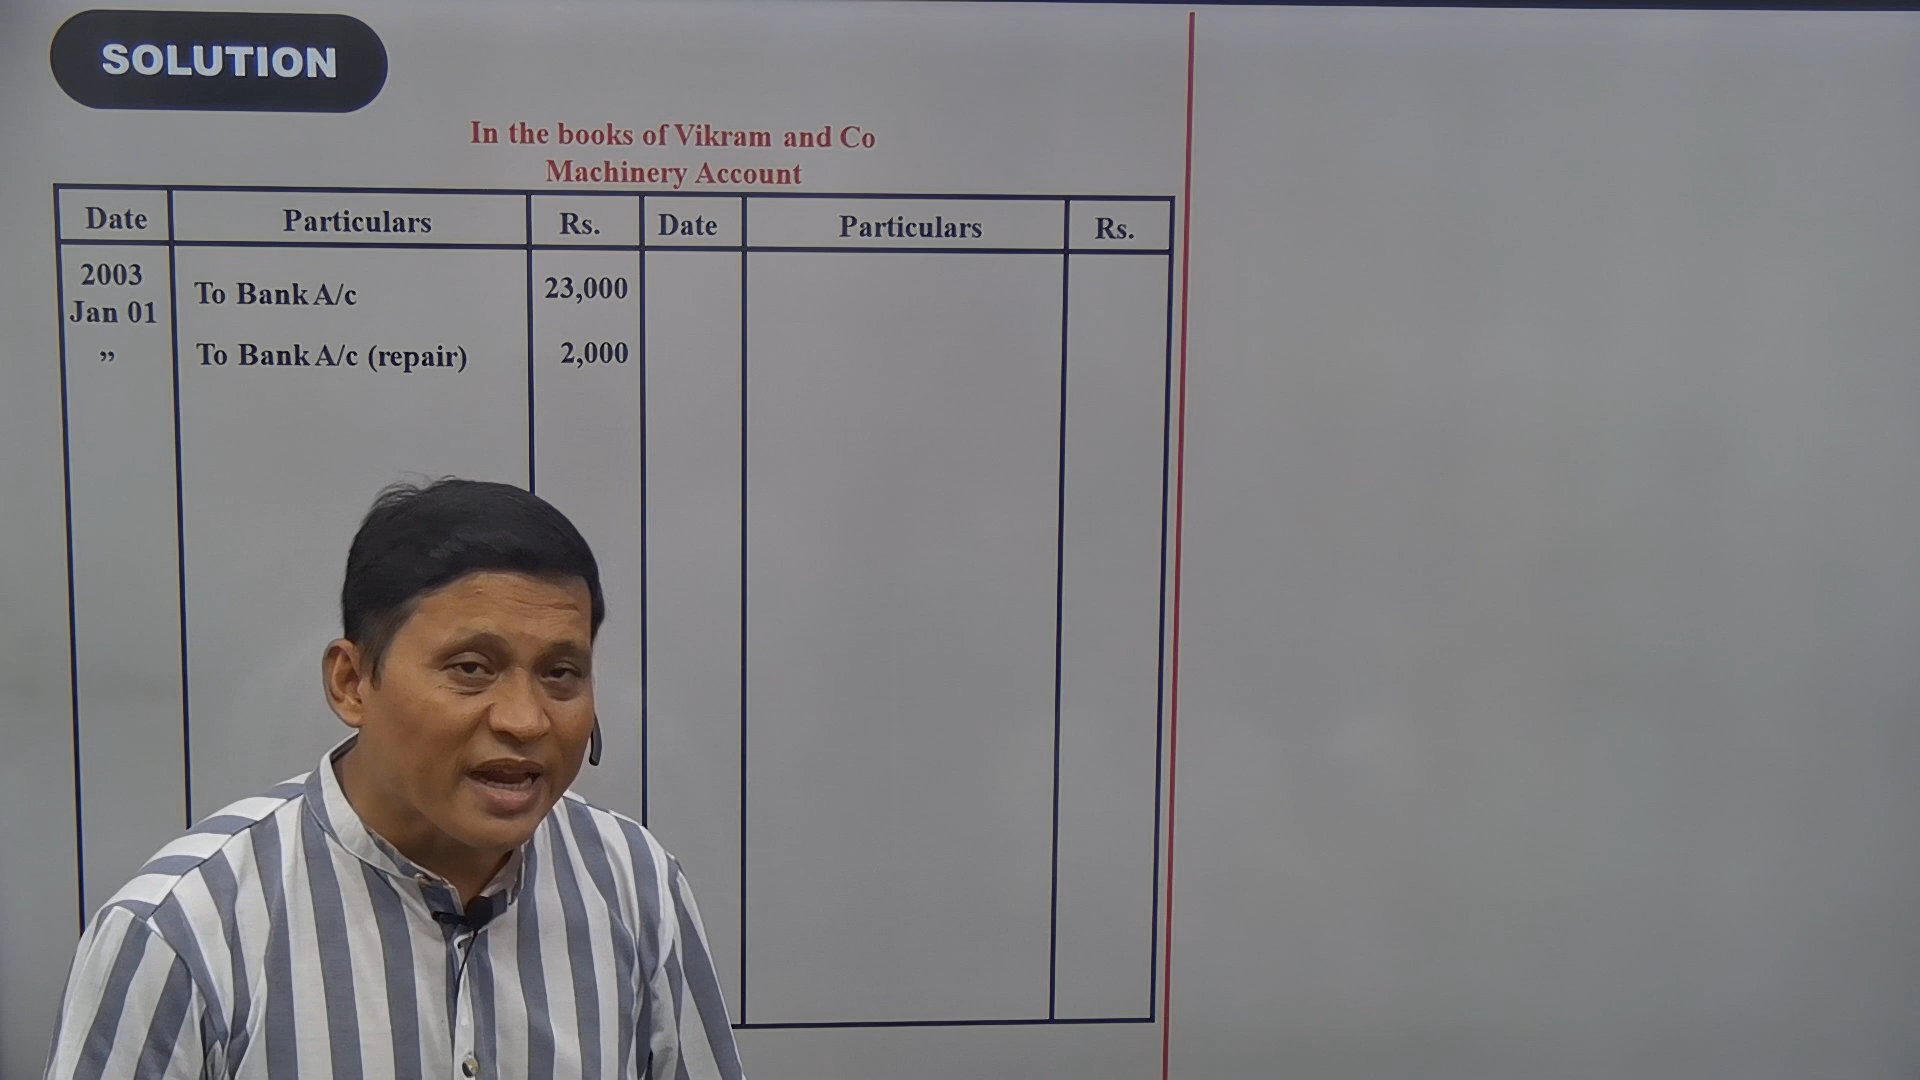 SOLUTION
In the books of Vikram and Co
Machinery Account
Date Particulars Rs. Date Particulars Rs.
2003
Jan 01 To Bank A/c 23,000
” To Bank A/c (repair) 2,000